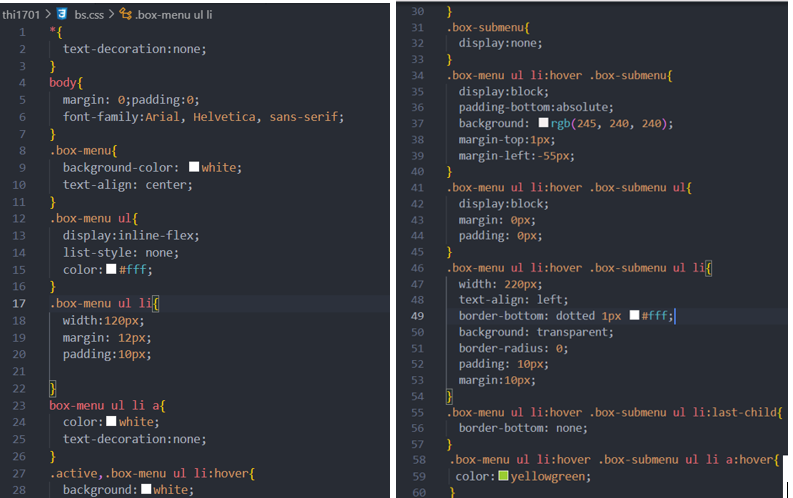 thi1701 > bs.css > .box-menu ul li
1 *{
2 text-decoration:none;
3 }
4 body{
5 margin: 0;padding:0;
6 font-family:Arial, Helvetica, sans-serif;
7 }
8 .box-menu{
9 background-color: white;
10 text-align: center;
11 }
12 .box-menu ul{
13 display:inline-flex;
14 list-style: none;
15 color:#fff;
16 }
17 .box-menu ul li{
18 width:120px;
19 margin: 12px;
20 padding:10px;
21
22 }
23 box-menu ul li a{
24 color:white;
25 text-decoration:none;
26 }
27 .active,.box-menu ul li:hover{
28 background:white;
30 }
31 .box-submenu{
32 display:none;
33 }
34 .box-menu ul li:hover .box-submenu{
35 display:block;
36 padding-bottom:absolute;
37 background: rgb(245, 240, 240);
38 margin-top:1px;
39 margin-left:-55px;
40 }
41 .box-menu ul li:hover .box-submenu ul{
42 display:block;
43 margin: 0px;
44 padding: 0px;
45 }
46 .box-menu ul li:hover .box-submenu ul li{
47 width: 220px;
48 text-align: left;
49 border-bottom: dotted 1px #fff;
50 background: transparent;
51 border-radius: 0;
52 padding: 10px;
53 margin:10px;
54 }
55 .box-menu ul li:hover .box-submenu ul li:last-child{
56 border-bottom: none;
57 }
58 .box-menu ul li:hover .box-submenu ul li a:hover{
59 color:yellowgreen;
60 }